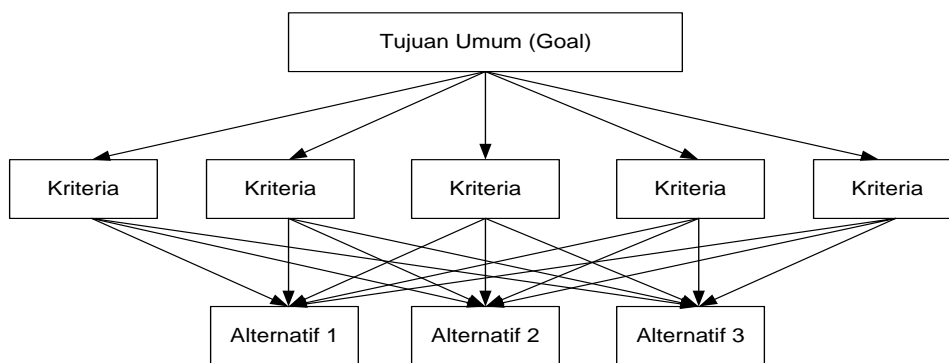 Tujuan Umum (Goal)
Kriteria
Kriteria
Kriteria
Kriteria
Kriteria
Alternatif 1
Alternatif 2
Alternatif 3